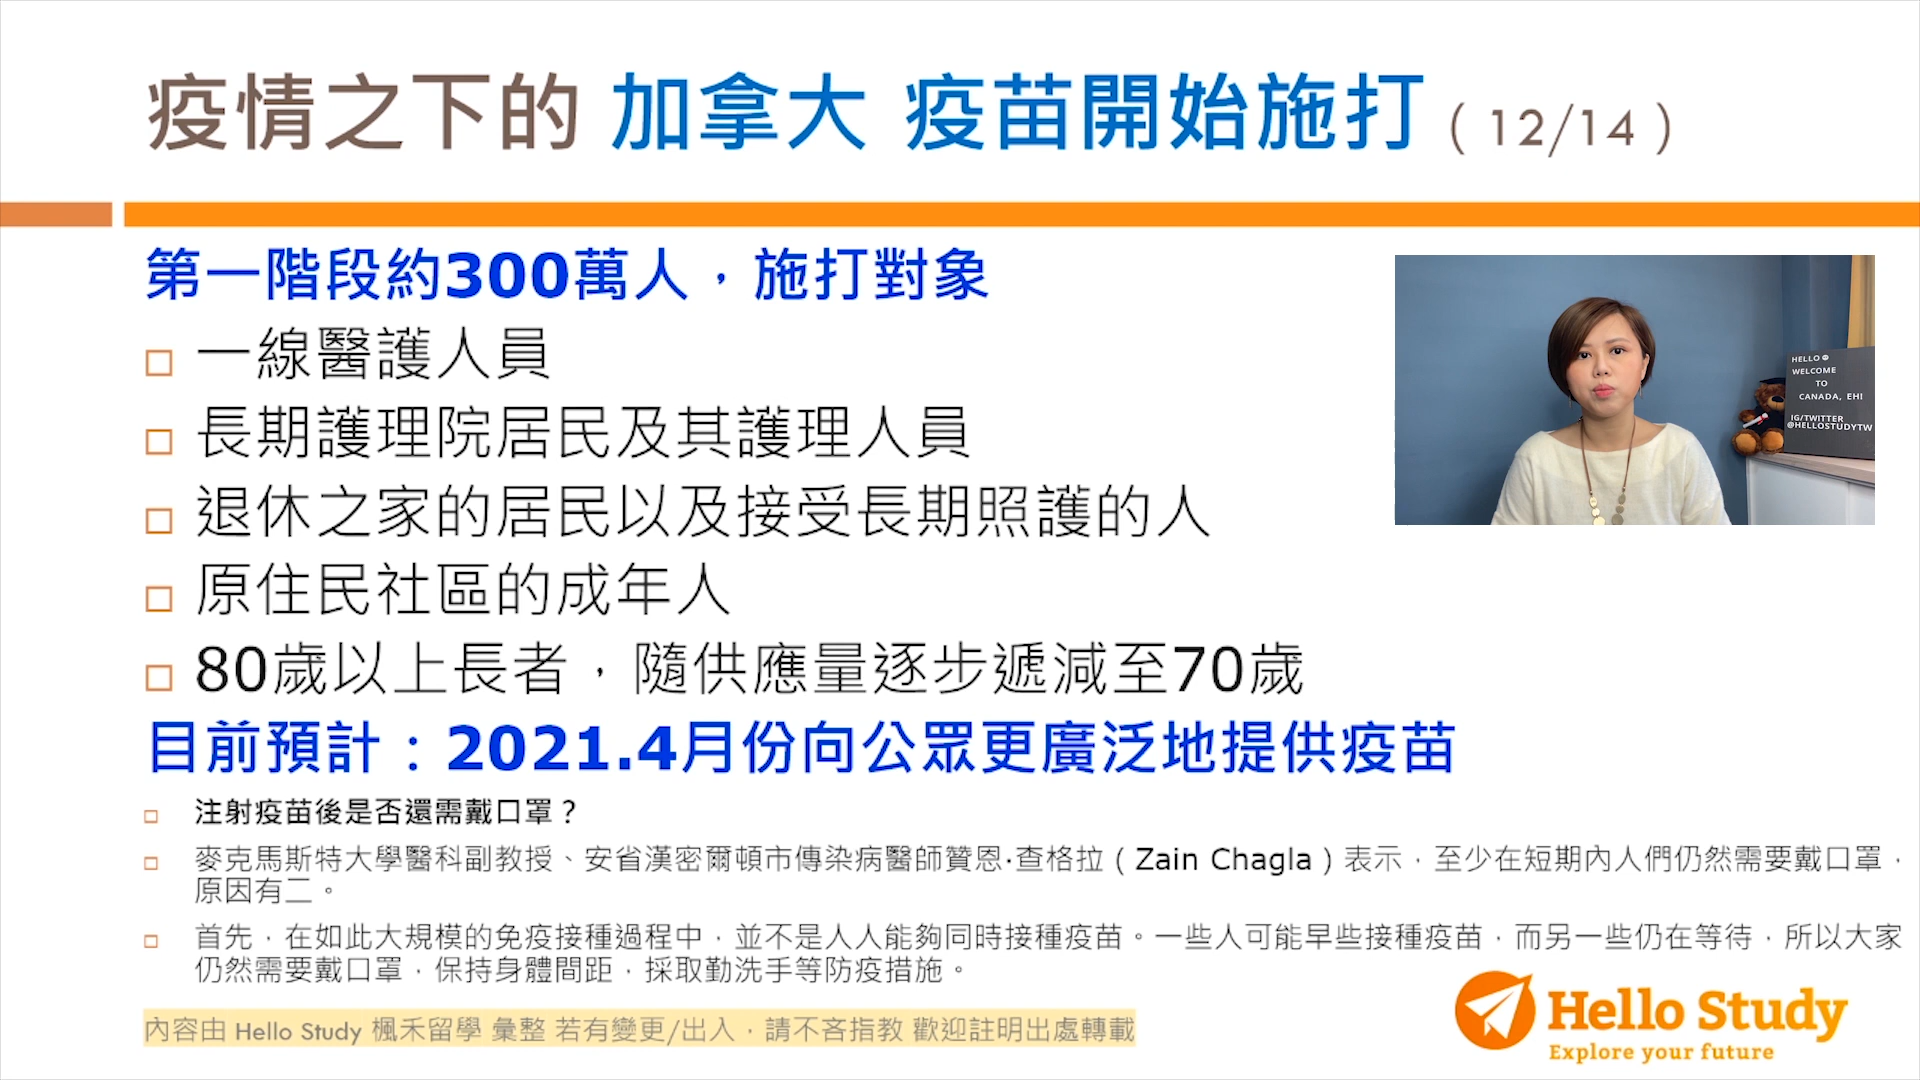 疫情之下的 加拿大 疫苗開始施打 ( 12/14 )
第一階段約300萬人，施打對象
一線醫護人員
長期護理院居民及其護理人員
退休之家的居民以及接受長期照護的人
原住民社區的成年人
80歲以上長者，隨供應量逐步遞減至70歲
目前預計：2021.4月份向公眾更廣泛地提供疫苗
注射疫苗後是否還需戴口罩？
麥克馬斯特大學醫科副教授、安省漢密爾頓市傳染病醫師贊恩·查格拉（Zain Chagla）表示，至少在短期內人們仍然需要戴口罩，
原因有二。
首先，在如此大規模的免疫接種過程中，並不是人人能夠同時接種疫苗。一些人可能早些接種疫苗，而另一些仍在等待，所以大家
仍然需要戴口罩，保持身體間距，採取勤洗手等防疫措施。
內容由 Hello Study 楓禾留學 彙整 若有變更/出入，請不吝指教 歡迎註明出處轉載
HELLO
WELCOME
TO
CANADA, EH!
IG/TWITTER
@HELLOSTUDYTW
Hello Study
Explore your future